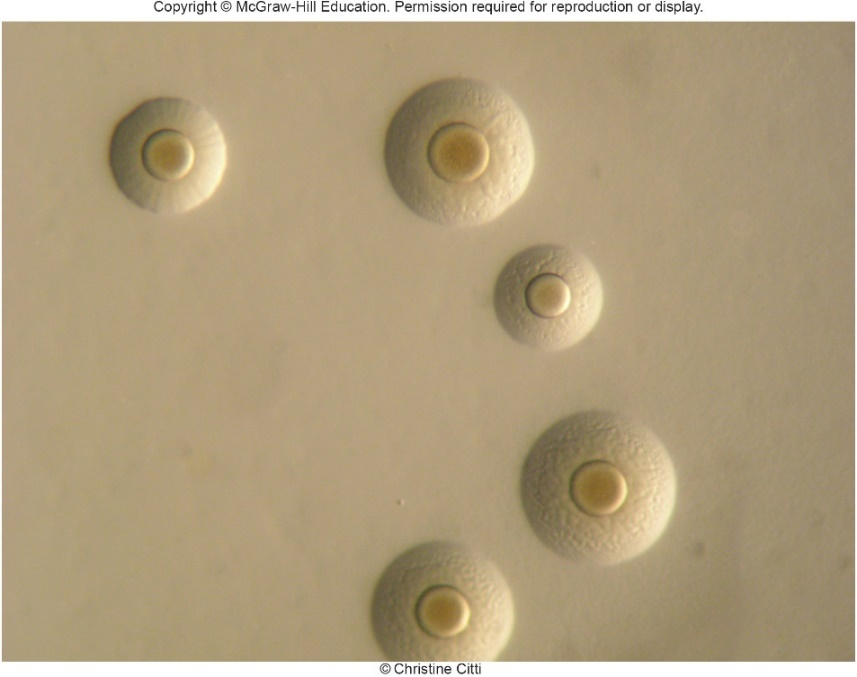 Copyright © McGraw-Hill Education. Permission required for reproduction or display.
© Christine Citti